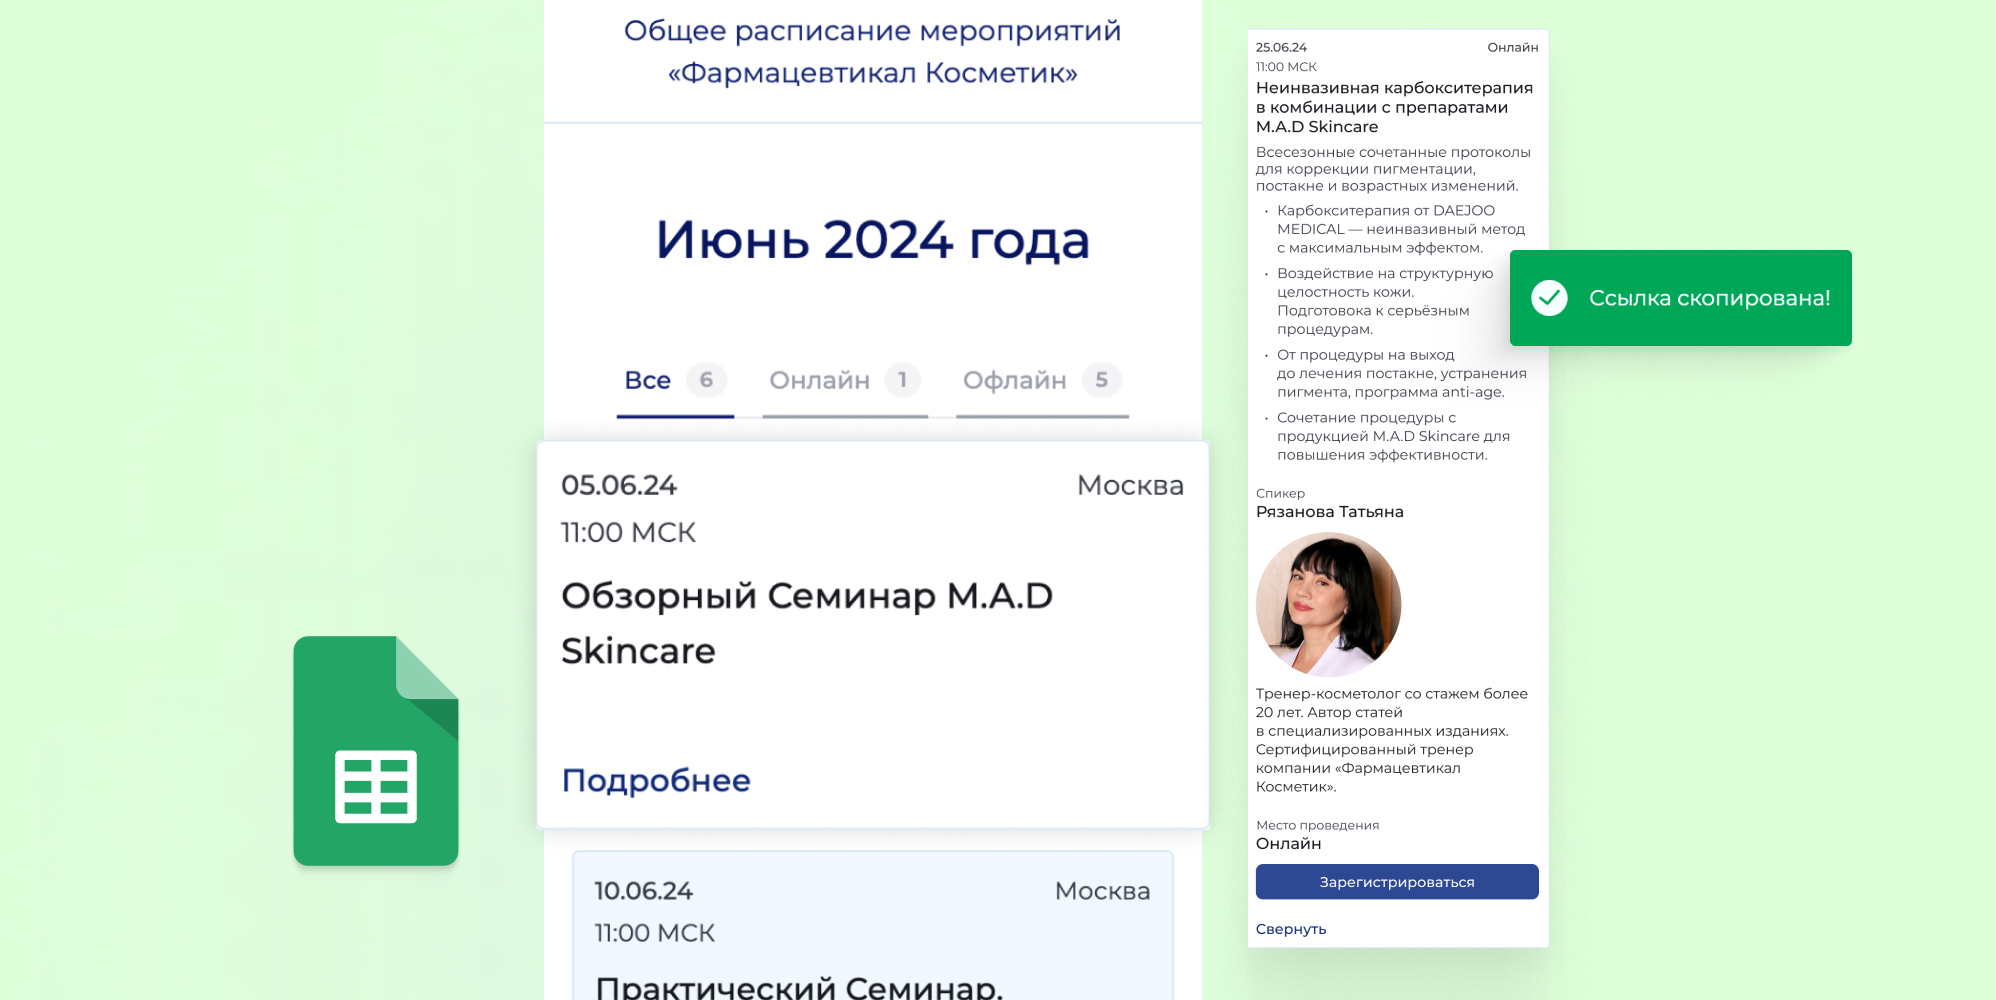 Общее расписание мероприятий
«Фармацевтикал Косметик»
Июнь 2024 года
Все 6 Онлайн 1 Офлайн 5
05.06.24 Москва
11:00 МСК
Обзорный Семинар M.A.D
Skincare
Подробнее
10.06.24 Москва
11:00 МСК
Практический Семинар.
25.06.24 Онлайн
11:00 МСК
Неинвазивная карбокситерапия
в комбинации с препаратами
M.A.D Skincare
Всесезонные сочетанные протоколы
для коррекции пигментации,
постакне и возрастных изменений.
• Карбокситерапия от DAEJOO
MEDICAL — неинвазивный метод
с максимальным эффектом.
• Воздействие на структурную
целостность кожи.
Подготовока к серьёзным
процедурам.
• От процедуры на выход
до лечения постакне, устранения
пигмента, программа anti-age.
• Сочетание процедуры с
продукцией M.A.D Skincare для
повышения эффективности.
Спикер
Рязанова Татьяна
Тренер-косметолог со стажем более
20 лет. Автор статей
в специализированных изданиях.
Сертифицированный тренер
компании «Фармацевтикал
Косметик».
Место проведения
Онлайн
Зарегистрироваться
Свернуть
Ссылка скопирована!